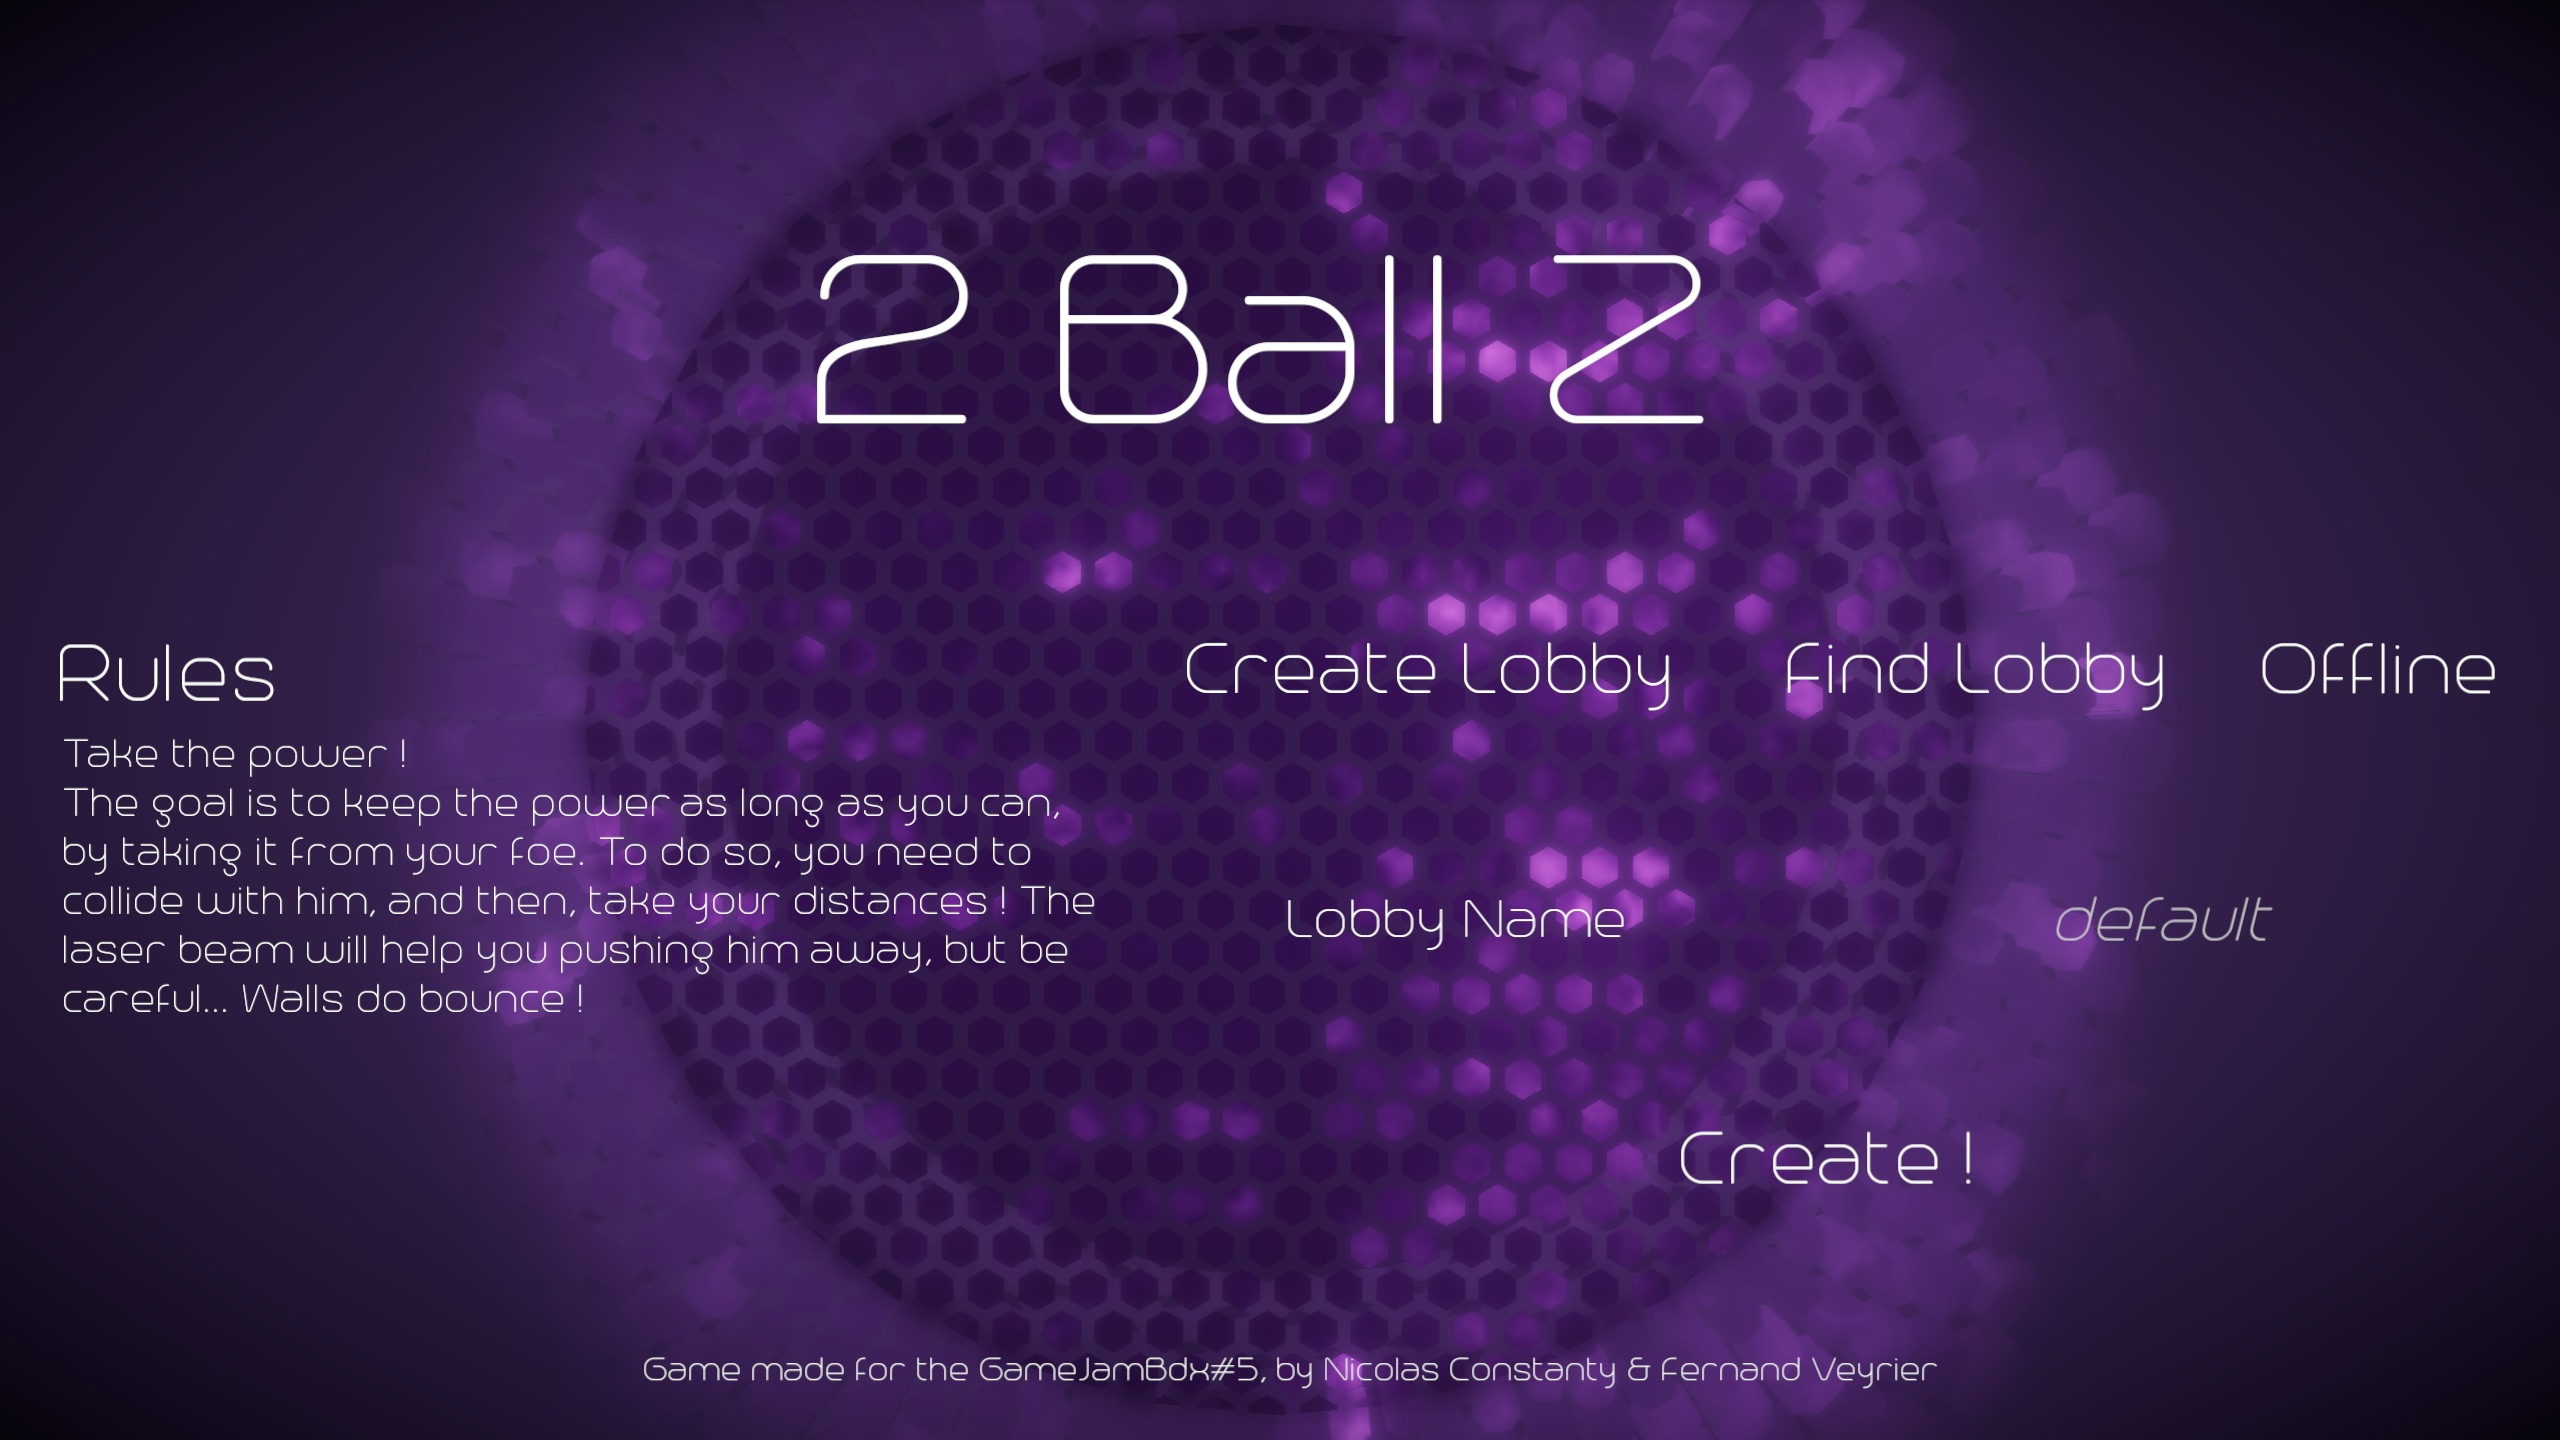 2 Ball Z
Rules
Take the power !
The goal is to keep the power as long as you can,
by taking it from your foe. To do so, you need to
collide with him, and then, take your distances ! The
laser beam will help you pushing him away, but be
careful... Walls do bounce !
Create Lobby
Find Lobby
Offline
Lobby Name
default
Create !
Game made for the GameJamBdx#5, by Nicolas Constanty & Fernand Veyrier